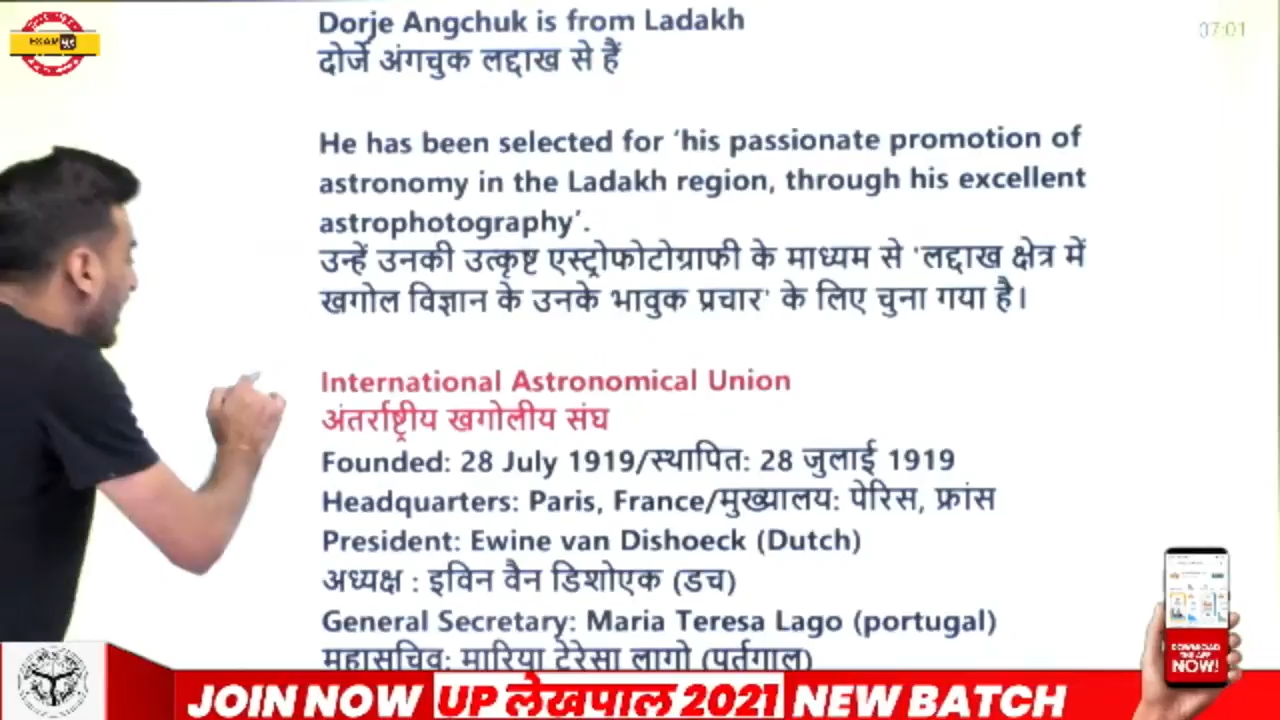 Dorje Angchuk is from Ladakh
07:01
EXAM पुर
दोर्जे अंगचुक लद्दाख से हैं
He has been selected for ‘his passionate promotion of
astronomy in the Ladakh region, through his excellent
astrophotography’.
उन्हें उनकी उत्कृष्ट एस्ट्रोफोटोग्राफी के माध्यम से 'लद्दाख क्षेत्र में
खगोल विज्ञान के उनके भावुक प्रचार' के लिए चुना गया है।
International Astronomical Union
अंतर्राष्ट्रीय खगोलीय संघ
Founded: 28 July 1919/स्थापित: 28 जुलाई 1919
Headquarters: Paris, France/मुख्यालय: पेरिस, फ्रांस
President: Ewine van Dishoeck (Dutch)
अध्यक्ष : इविन वैन डिशोएक (डच)
General Secretary: Maria Teresa Lago (portugal)
महासचिव: मारिया टेरेसा लागो (पुर्तगाल)
DOWNLOAD
THE APP
NOW!
JOIN NOW UP लेखपाल 2021 NEW BATCH